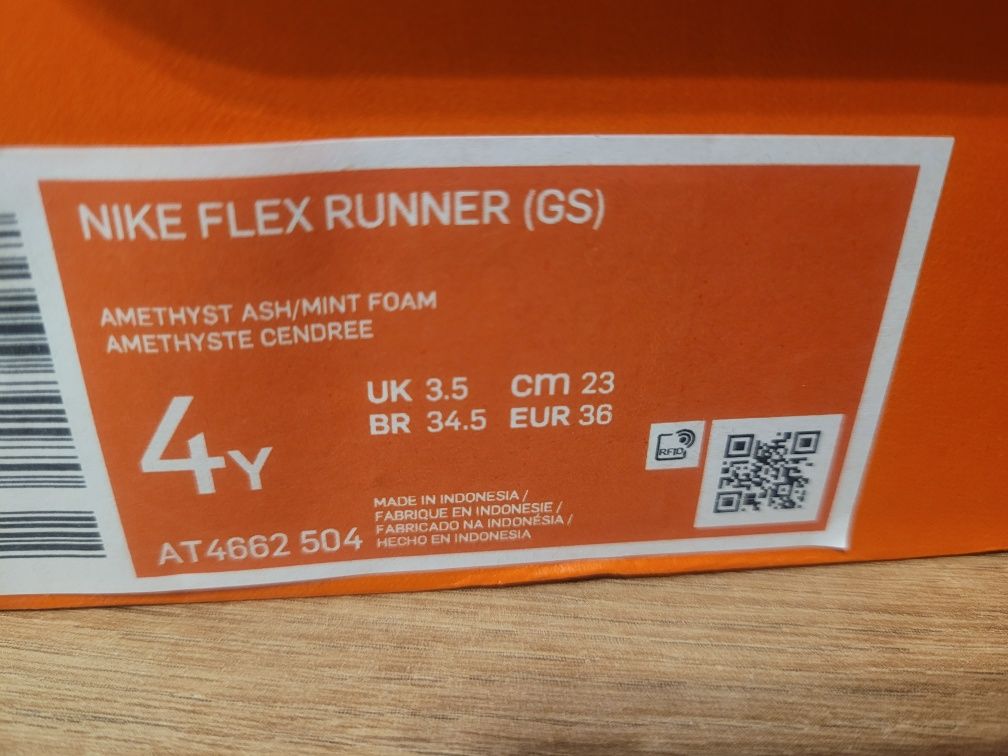 NIKE FLEX RUNNER (GS)
AMETHYST ASH/MINT FOAM
AMETHYSTE CENDREE
4Y
UK 3.5 cm 23
BR 34.5 EUR 36
RFID
MADE IN INDONESIA /
FABRIQUE EN INDONESIE /
FABRICADO NA INDONÉSIA /
HECHO EN INDONESIA
AT4662 504